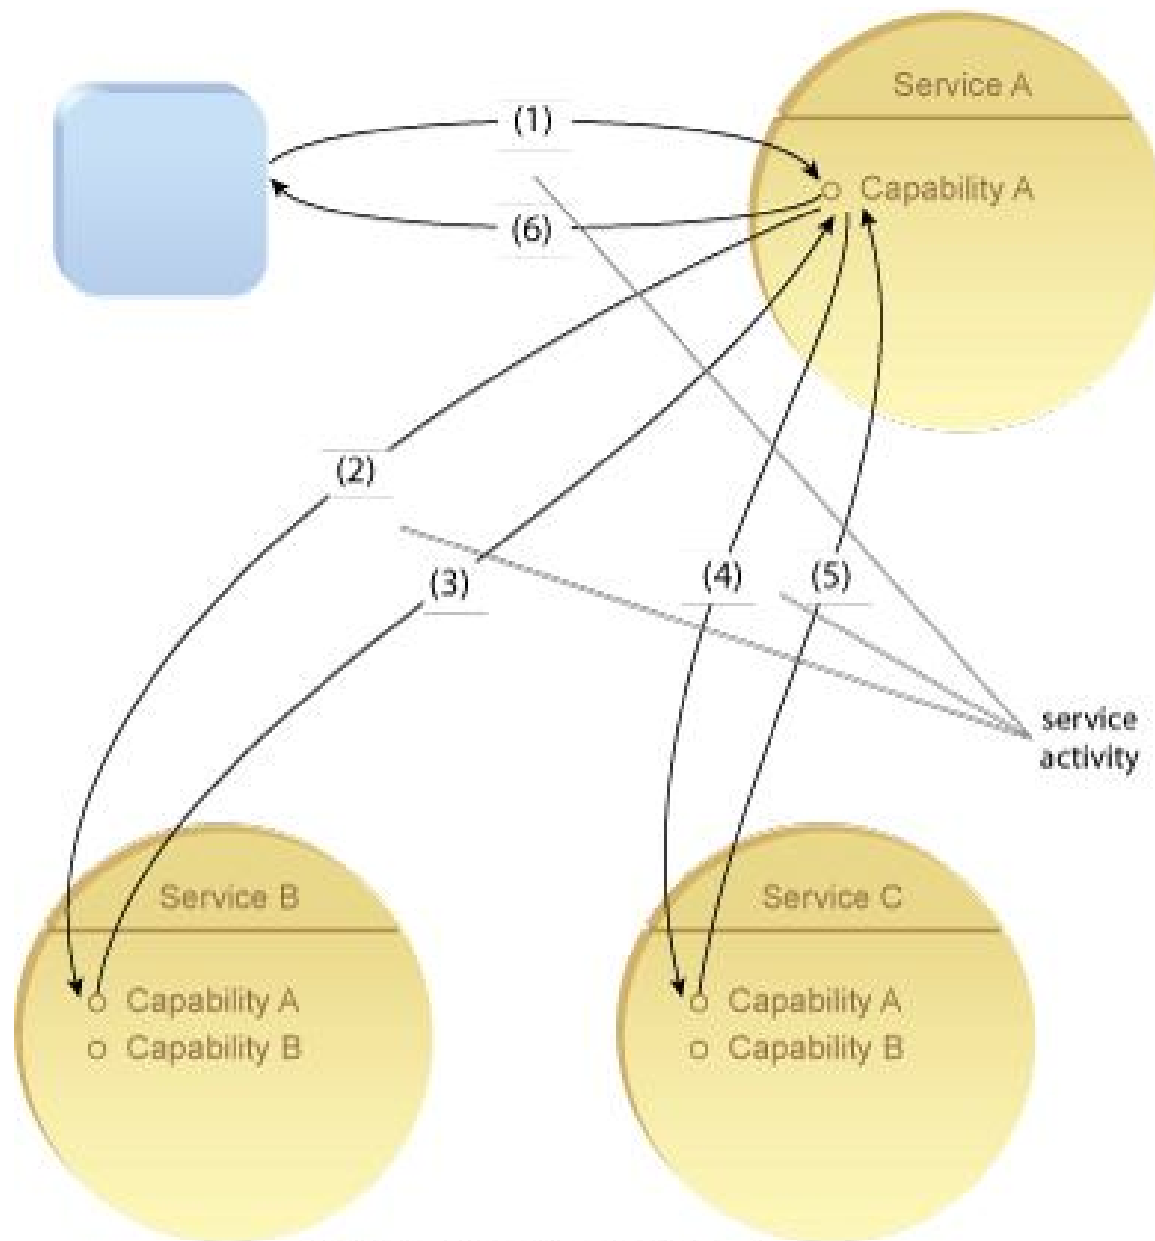 Service A
(1)
Capability A
(6)
(2)
(3)
(4)
(5)
service
activity
Service B
Service C
Capability A
Capability B
Capability A
Capability B